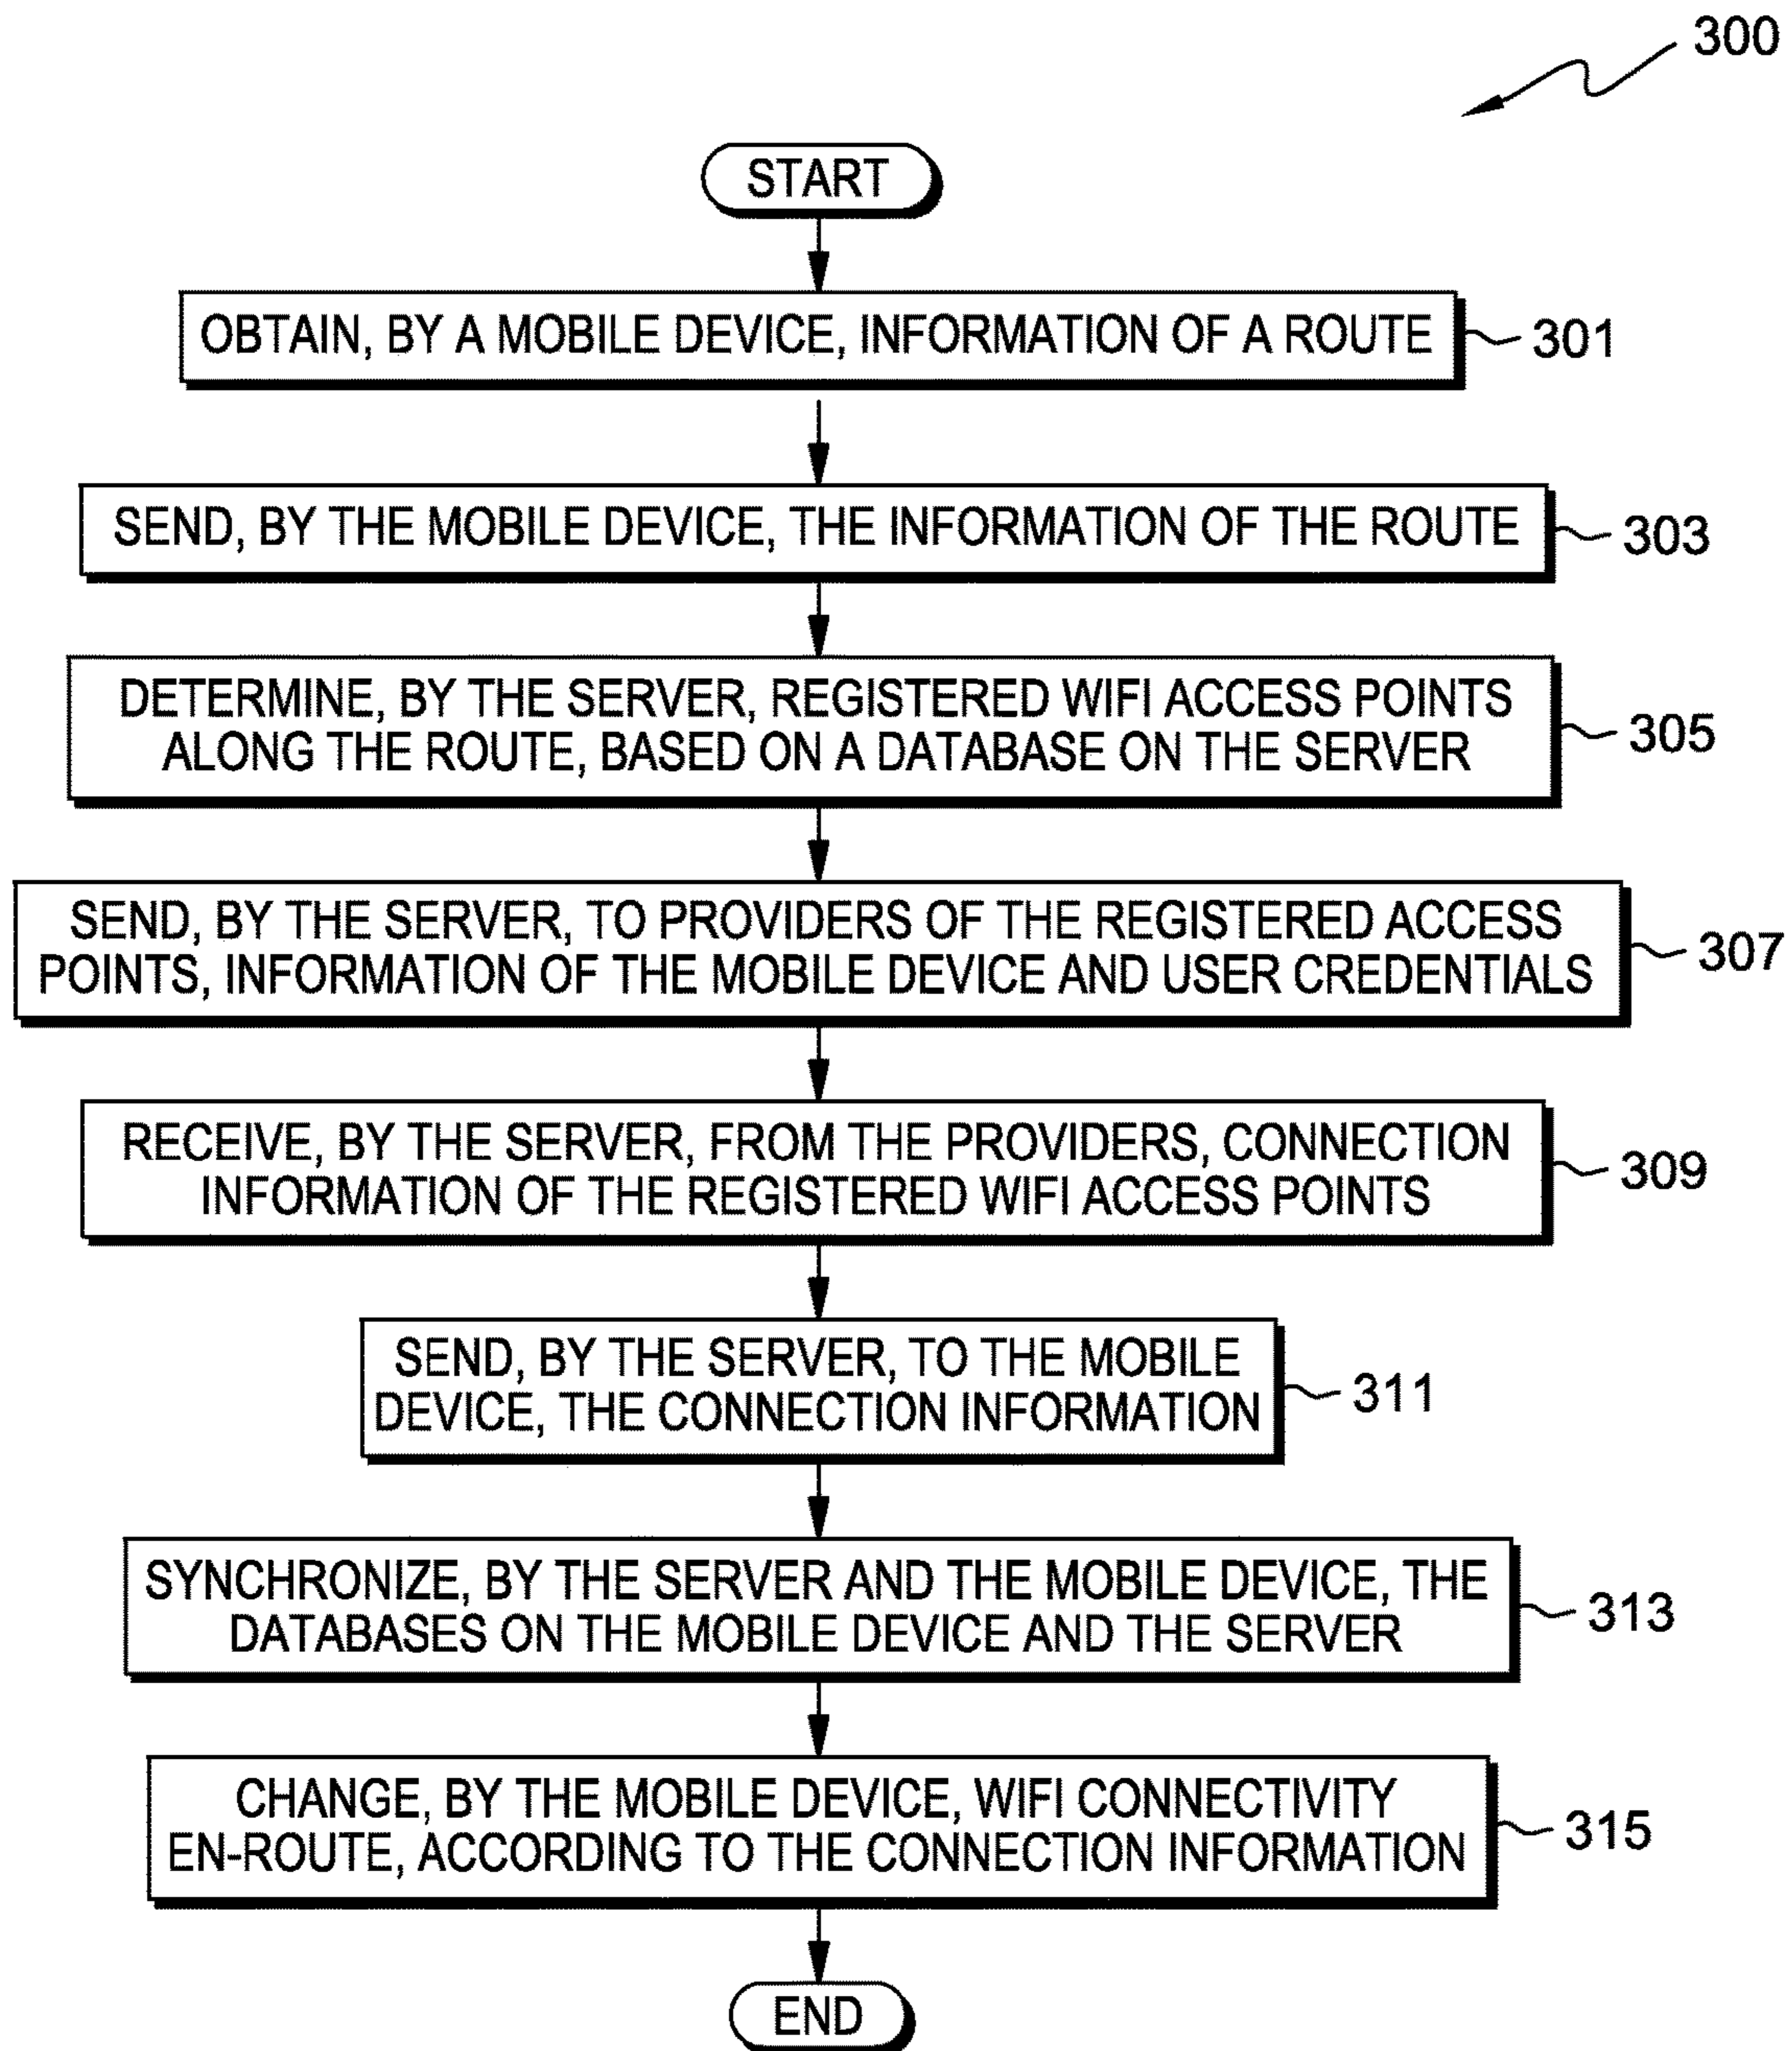 300
START
OBTAIN, BY A MOBILE DEVICE, INFORMATION OF A ROUTE
301
SEND, BY THE MOBILE DEVICE, THE INFORMATION OF THE ROUTE
303
DETERMINE, BY THE SERVER, REGISTERED WIFI ACCESS POINTS
ALONG THE ROUTE, BASED ON A DATABASE ON THE SERVER
305
SEND, BY THE SERVER, TO PROVIDERS OF THE REGISTERED ACCESS
POINTS, INFORMATION OF THE MOBILE DEVICE AND USER CREDENTIALS
307
RECEIVE, BY THE SERVER, FROM THE PROVIDERS, CONNECTION
INFORMATION OF THE REGISTERED WIFI ACCESS POINTS
309
SEND, BY THE SERVER, TO THE MOBILE
DEVICE, THE CONNECTION INFORMATION
311
SYNCHRONIZE, BY THE SERVER AND THE MOBILE DEVICE, THE
DATABASES ON THE MOBILE DEVICE AND THE SERVER
313
CHANGE, BY THE MOBILE DEVICE, WIFI CONNECTIVITY
EN-ROUTE, ACCORDING TO THE CONNECTION INFORMATION
315
END